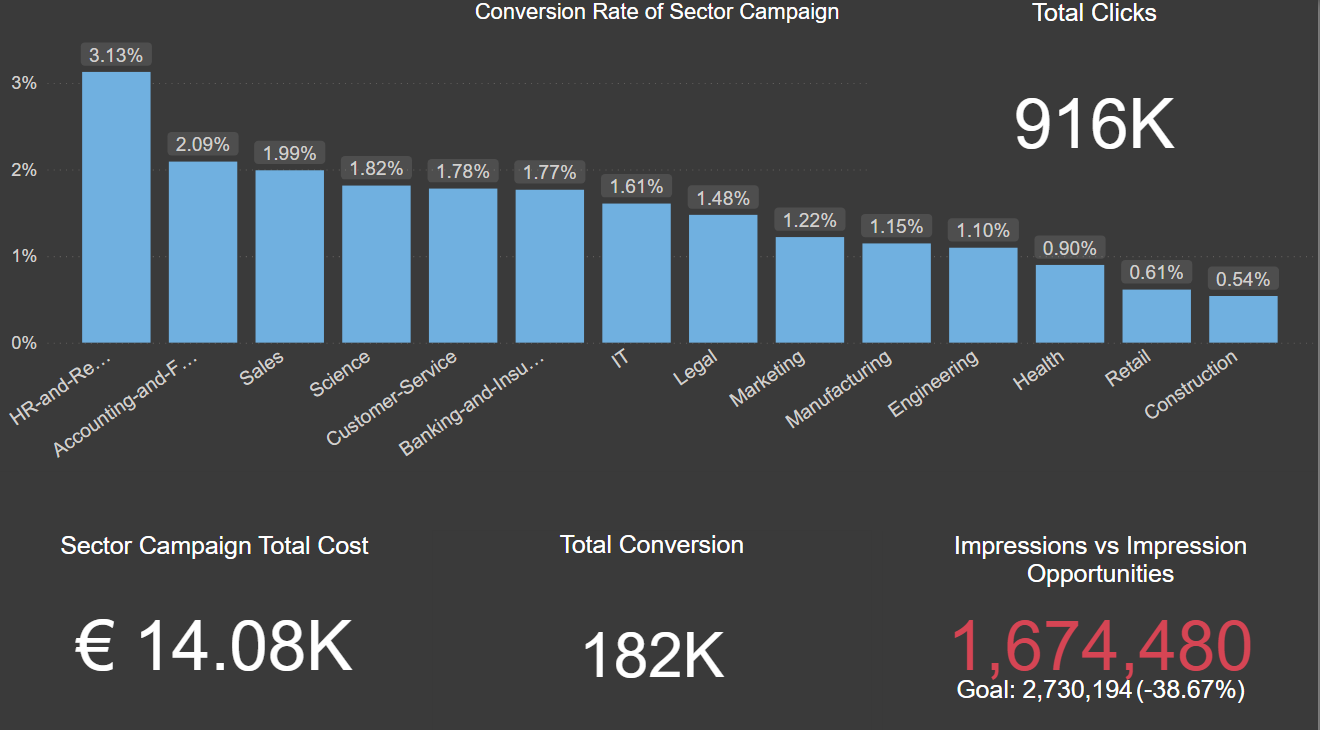 Conversion Rate of Sector Campaign
Total Clicks
916K
3%
2%
1%
0%
3.13%
2.09%
1.99%
1.82%
1.78%
1.77%
1.61%
1.48%
1.22%
1.15%
1.10%
0.90%
0.61%
0.54%
HR-and-Re...
Accounting-and-F...
Sales
Science
Customer-Service
Banking-and-Insu...
IT
Legal
Marketing
Manufacturing
Engineering
Health
Retail
Construction
Sector Campaign Total Cost
€ 14.08K
Total Conversion
182K
Impressions vs Impression
Opportunities
1,674,480
Goal: 2,730,194 (-38.67%)